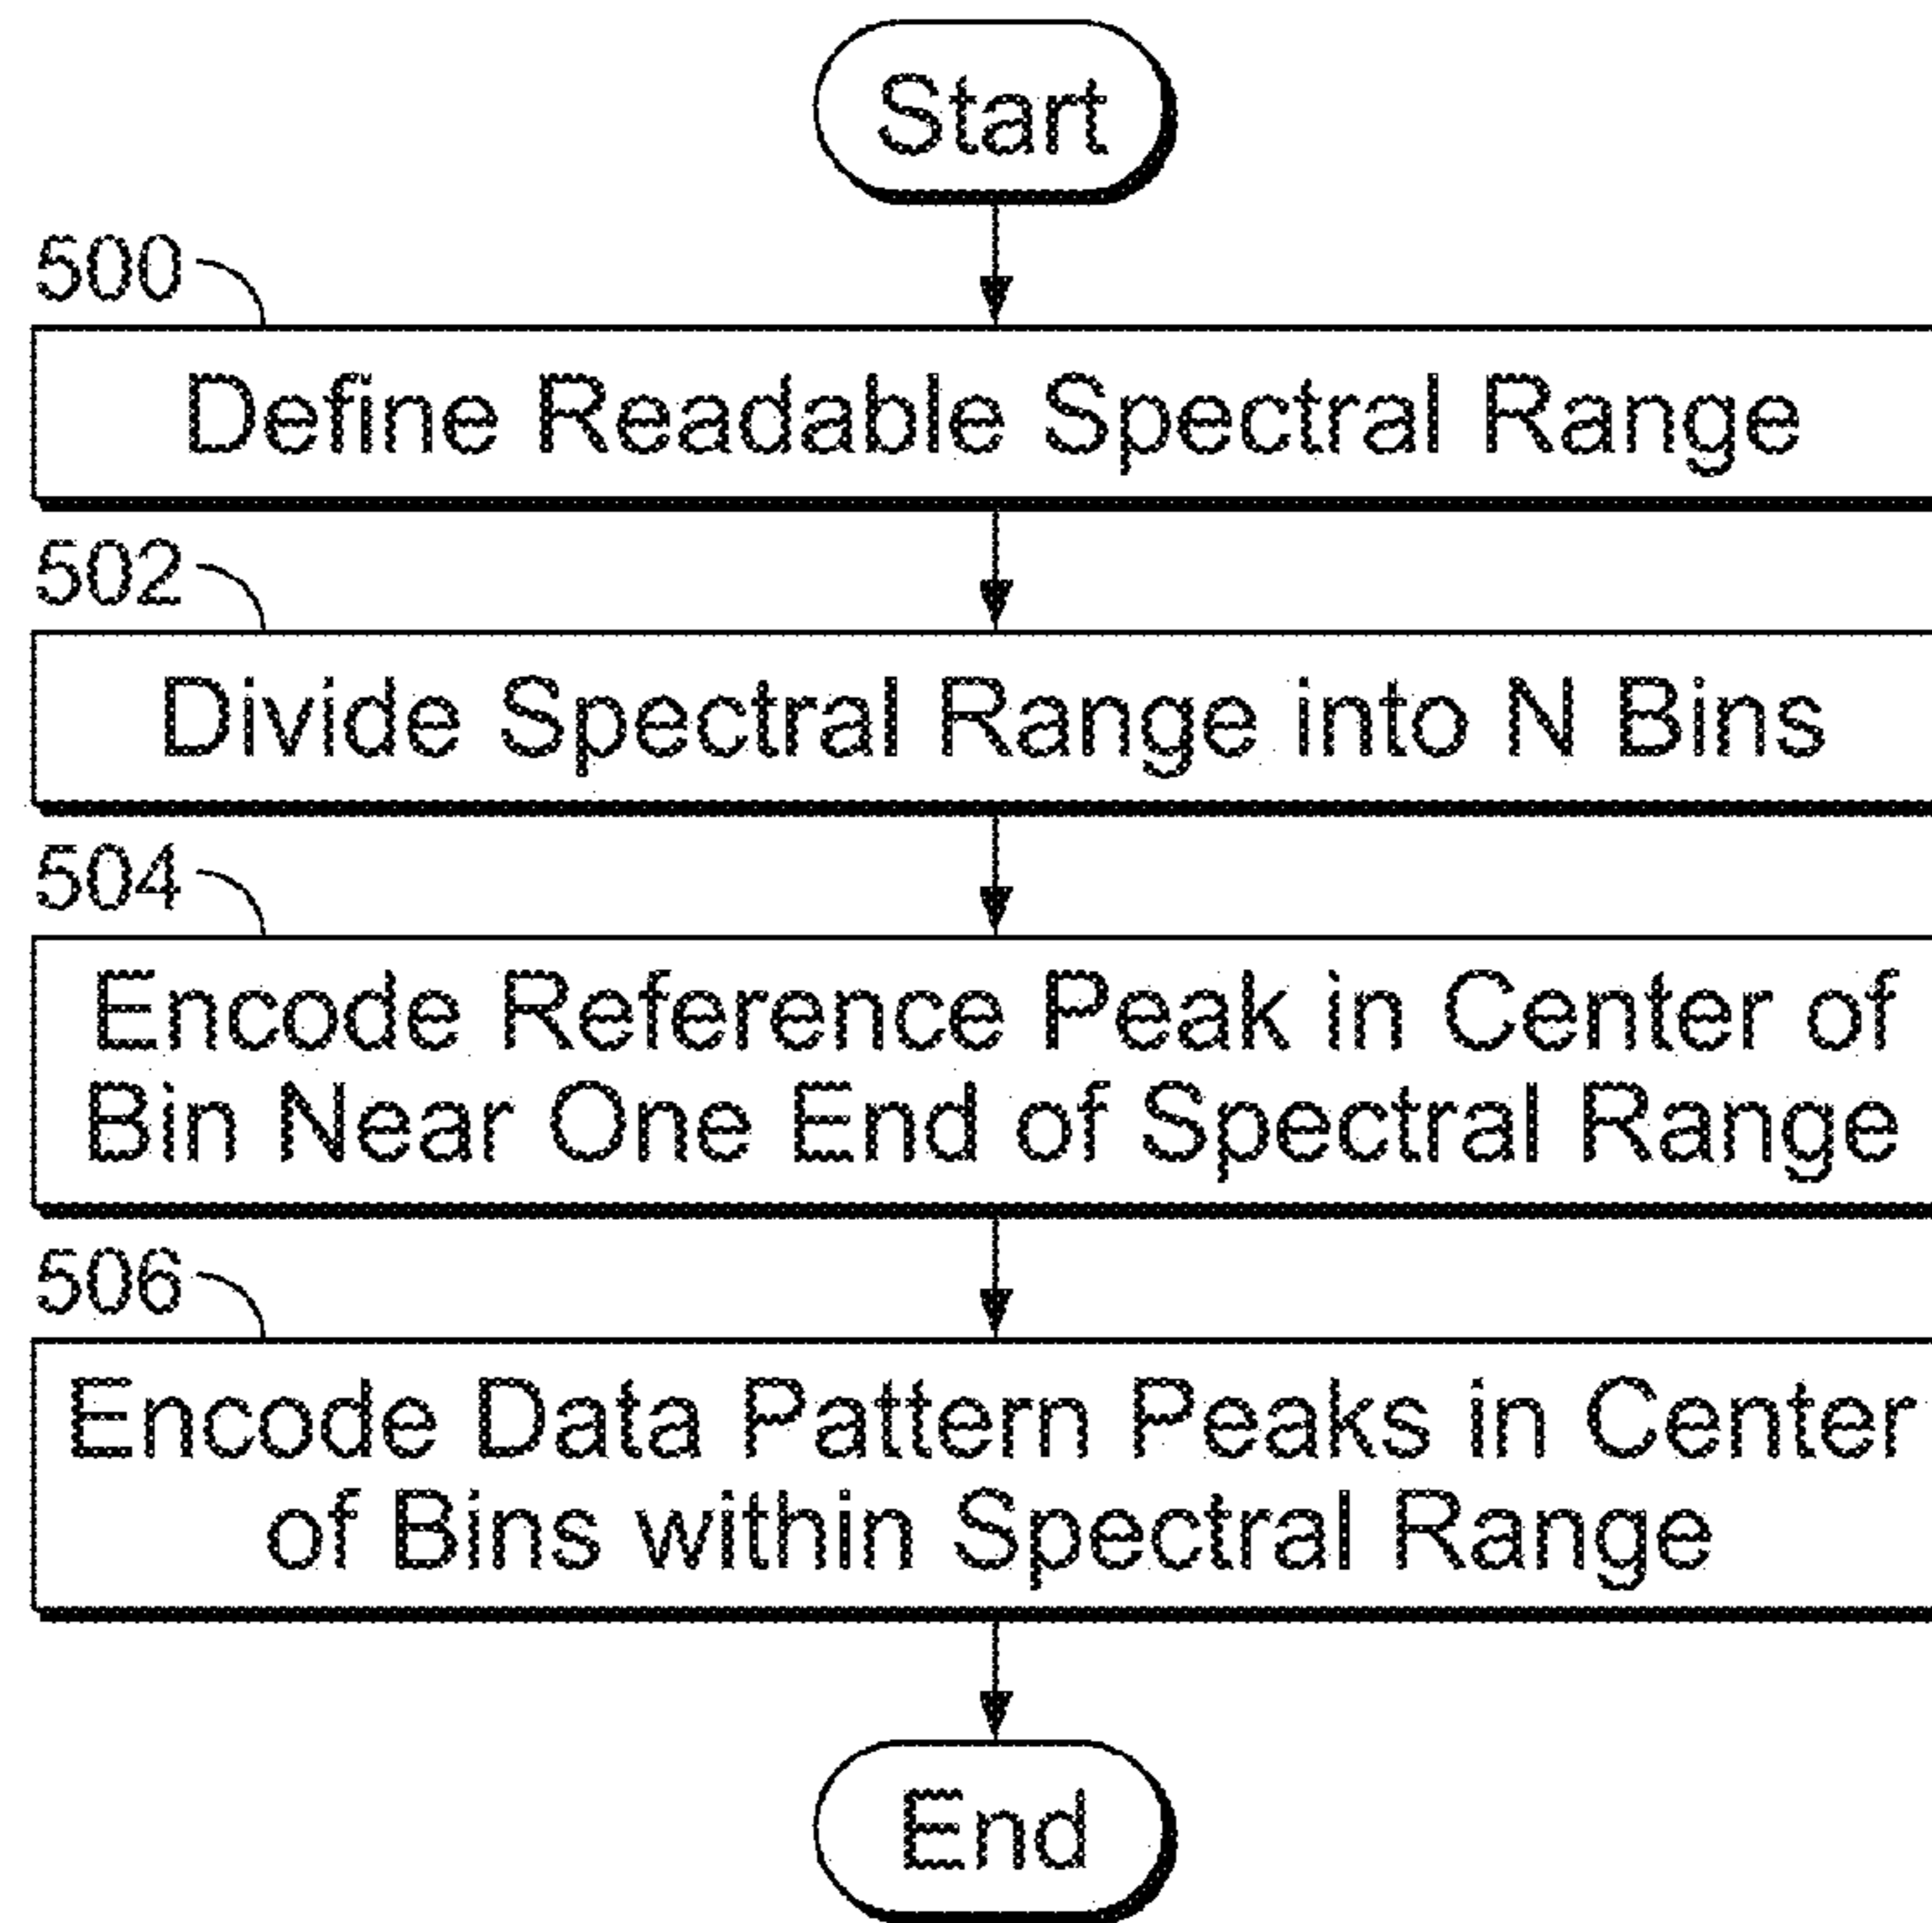 Start
500
Define Readable Spectral Range
502
Divide Spectral Range into N Bins
504
Encode Reference Peak in Center of
Bin Near One End of Spectral Range
506
Encode Data Pattern Peaks in Center
of Bins within Spectral Range
End